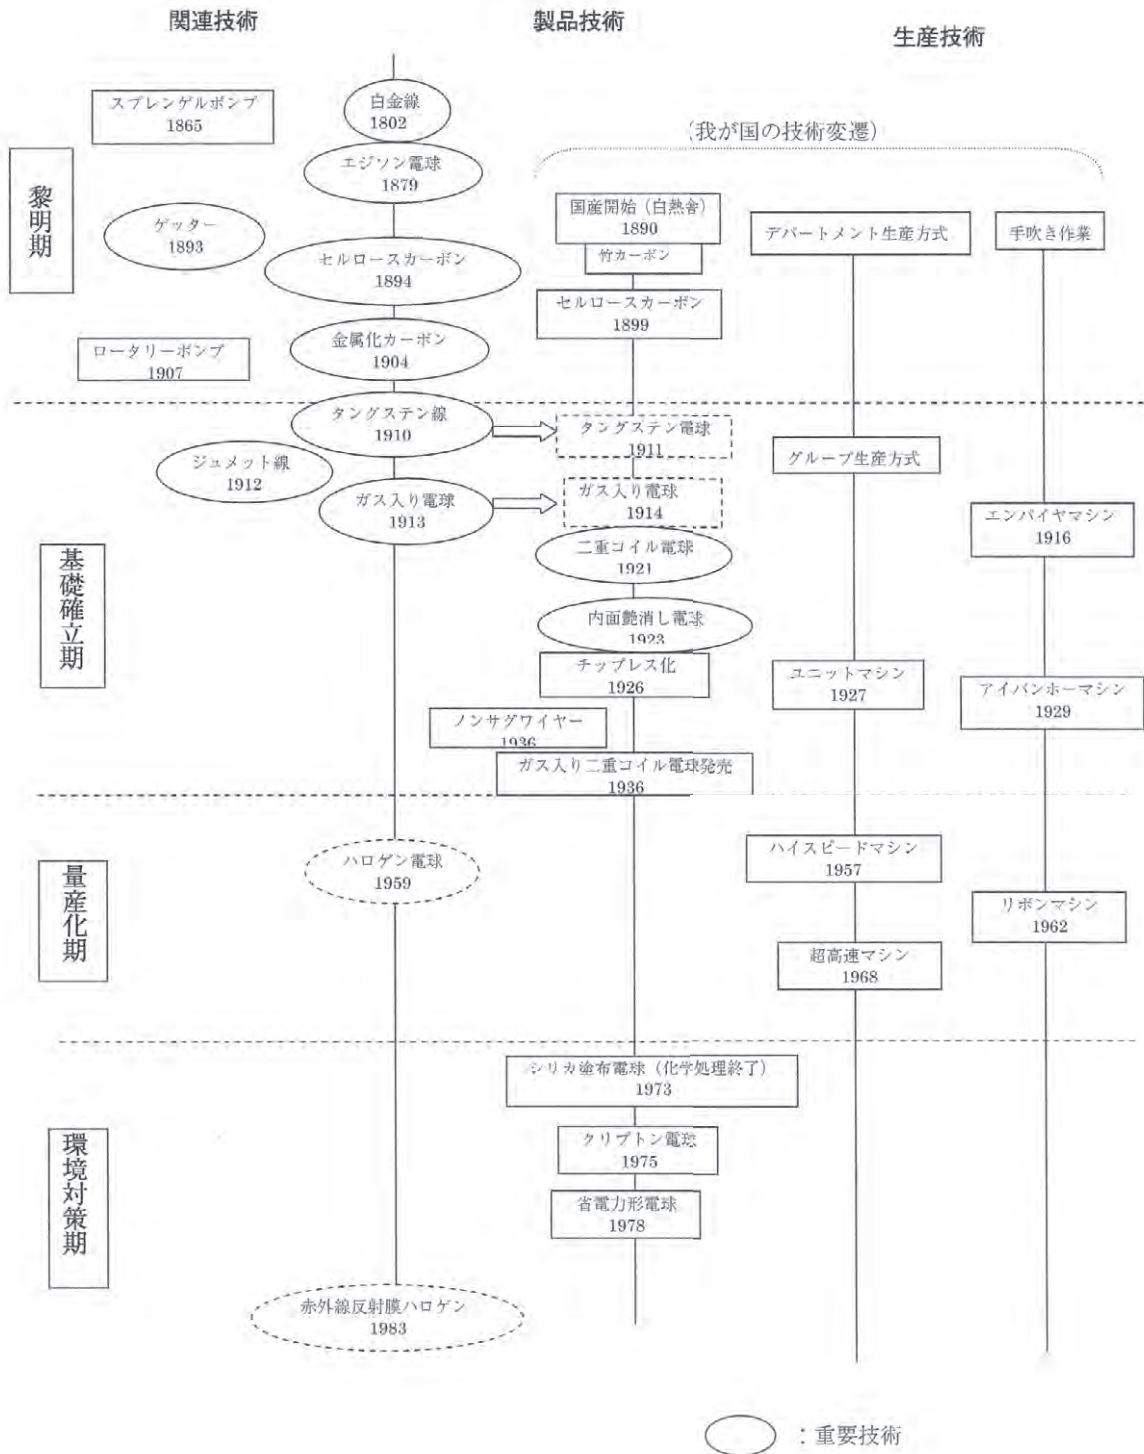 関連技術
製品技術
生産技術
スプレンゲルポンプ
1865
白金線
1802
(我が国の技術変遷)
エジソン電球
1879
黎明期
ゲッター
1893
国産開始（白熱舎）
1890
竹カーボン
デパートメント生産方式
手吹き作業
セルロースカーボン
1894
セルロースカーボン
1899
ロータリーポンプ
1907
金属化カーボン
1904
タングステン線
1910
タングステン電球
1911
グループ生産方式
ジュメット線
1912
ガス入り電球
1913
ガス入り電球
1914
エンパイヤマシン
1916
基礎確立期
二重コイル電球
1921
内面艶消し電球
1923
チップレス化
1926
ユニットマシン
1927
アイバンホーマシン
1929
ノンサグワイヤー
1936
ガス入り二重コイル電球発売
1936
量産化期
ハロゲン電球
1959
ハイスピードマシン
1957
リボンマシン
1962
超高速マシン
1968
シリカ塗布電球（化学処理終了）
1973
環境対策期
クリプトン電球
1975
省電力形電球
1978
赤外線反射膜ハロゲン
1983
：重要技術